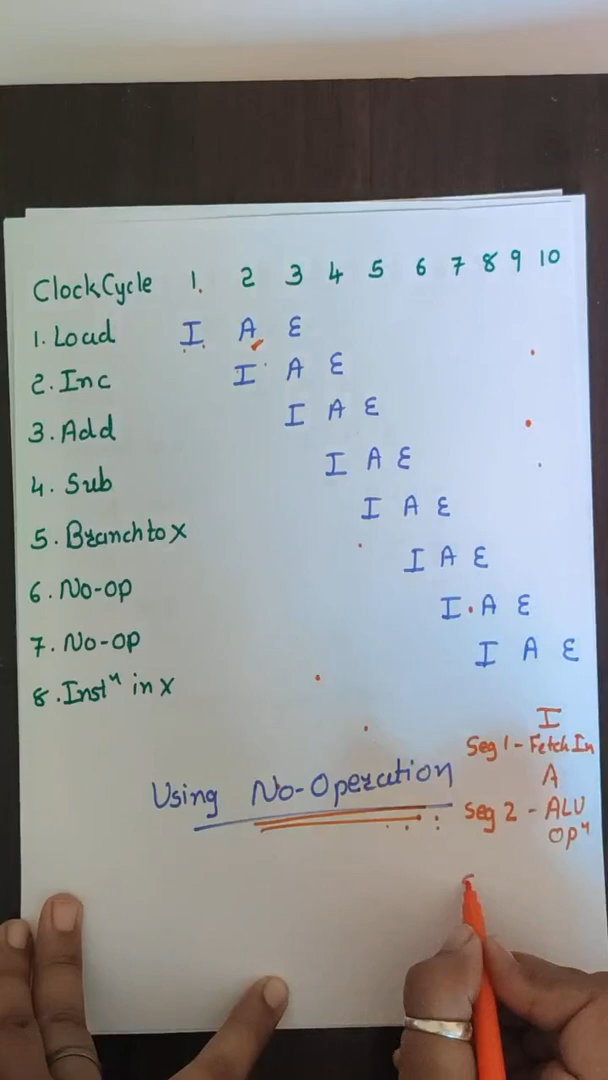 Clock Cycle 1. 2 3 4 5 6 7 8 9 10
1. Load I A E
2. Inc I A E
3. Add I A E
4. Sub I A E
5. Branch to X I A E
6. No-op I A E
7. No-op I A E
8. Instⁿ in X I A E
I
Seg 1 - Fetch In
A
Using No-Operation
Seg 2 - ALU
Opⁿ